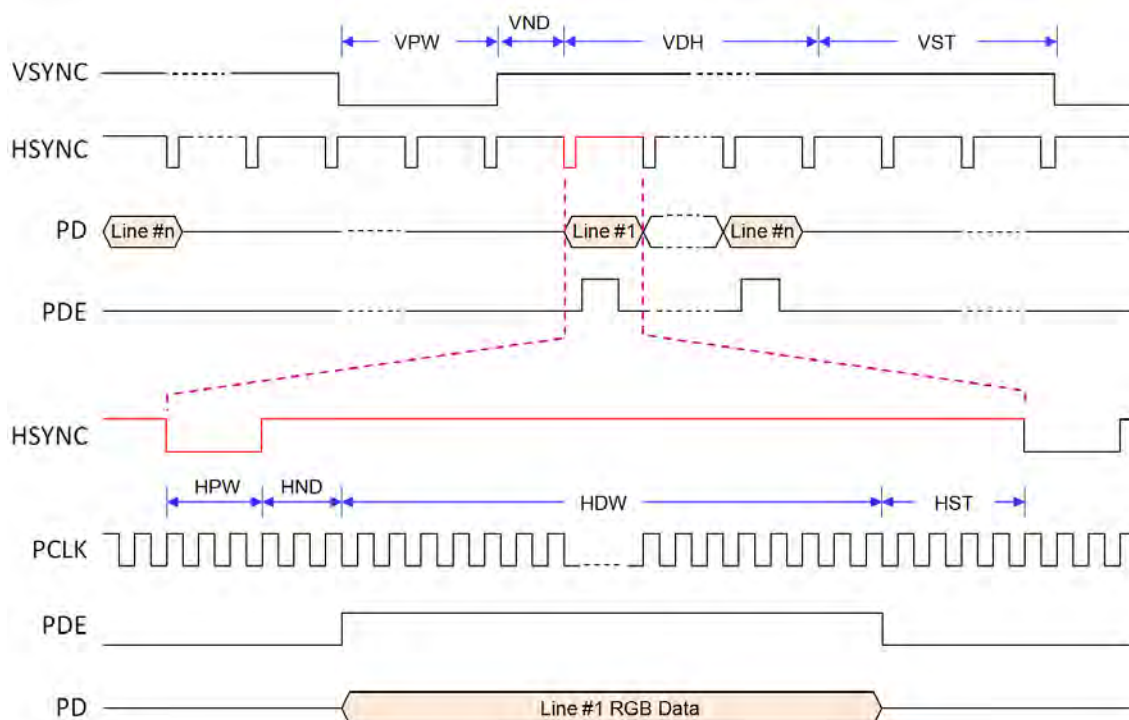 VND
VPW VDH VST
VSYNC
HSYNC
PD Line #n Line #1 Line #n
PDE
HSYNC
HPW HND HDW HST
PCLK
PDE
PD Line #1 RGB Data